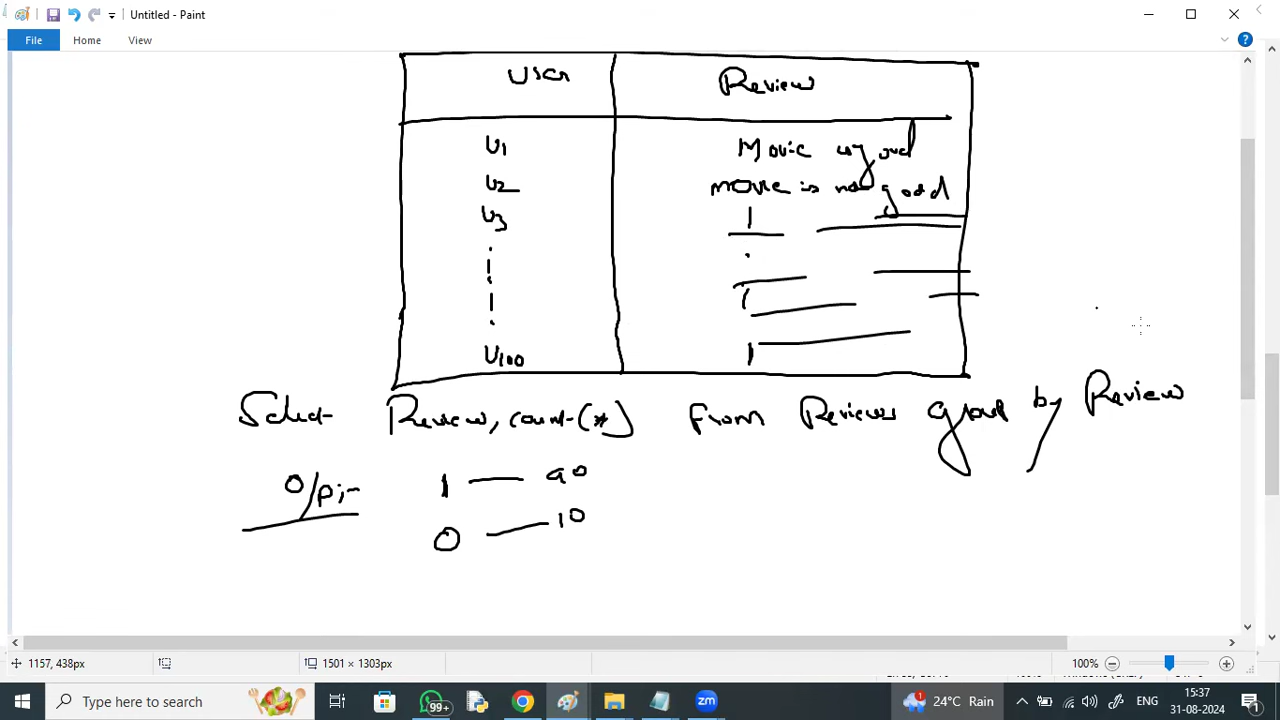 Untitled - Paint
File Home View
User Review
U1 Movie is good
U2 movie is not good
U3 1
U100 1
Select Review, count(*) from Reviews group by Review
O/p:-
1 — 90
0 — 10
1157, 438px 1501 × 1303px 100%
Type here to search 99+ zm 24°C Rain ENG 15:37
31-08-2024